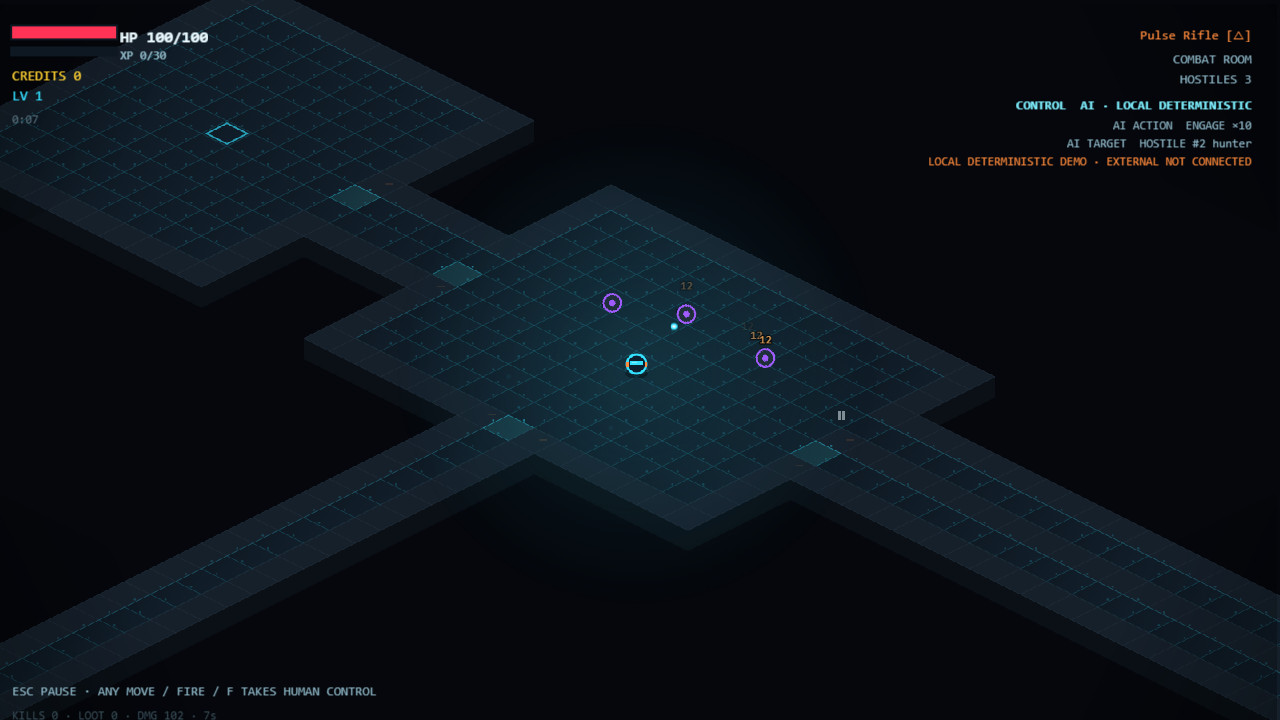 HP 100/100
XP 0/30
CREDITS 0
LV 1
0:07
Pulse Rifle [△]
COMBAT ROOM
HOSTILES 3
CONTROL AI · LOCAL DETERMINISTIC
AI ACTION ENGAGE ×10
AI TARGET HOSTILE #2 hunter
LOCAL DETERMINISTIC DEMO · EXTERNAL NOT CONNECTED
12
12
ESC PAUSE · ANY MOVE / FIRE / F TAKES HUMAN CONTROL
KILLS 0 · LOOT 0 · DMG 102 · 7s